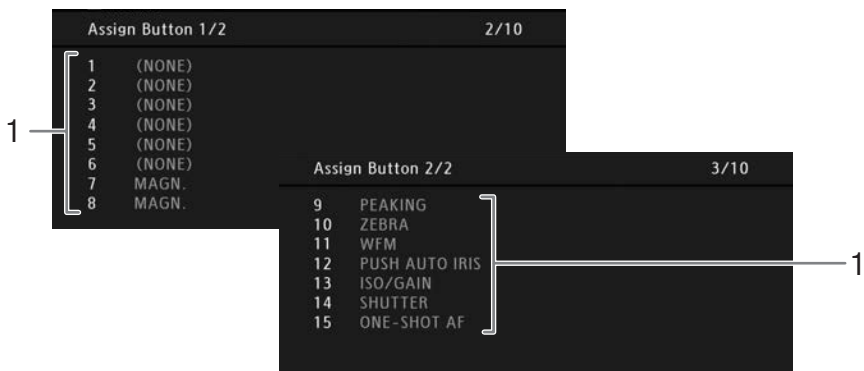 Assign Button 1/2 2/10
1 (NONE)
2 (NONE)
3 (NONE)
4 (NONE)
5 (NONE)
6 (NONE)
7 MAGN.
8 MAGN.
1
Assign Button 2/2 3/10
9 PEAKING
10 ZEBRA
11 WFM
12 PUSH AUTO IRIS
13 ISO/GAIN
14 SHUTTER
15 ONE-SHOT AF
1